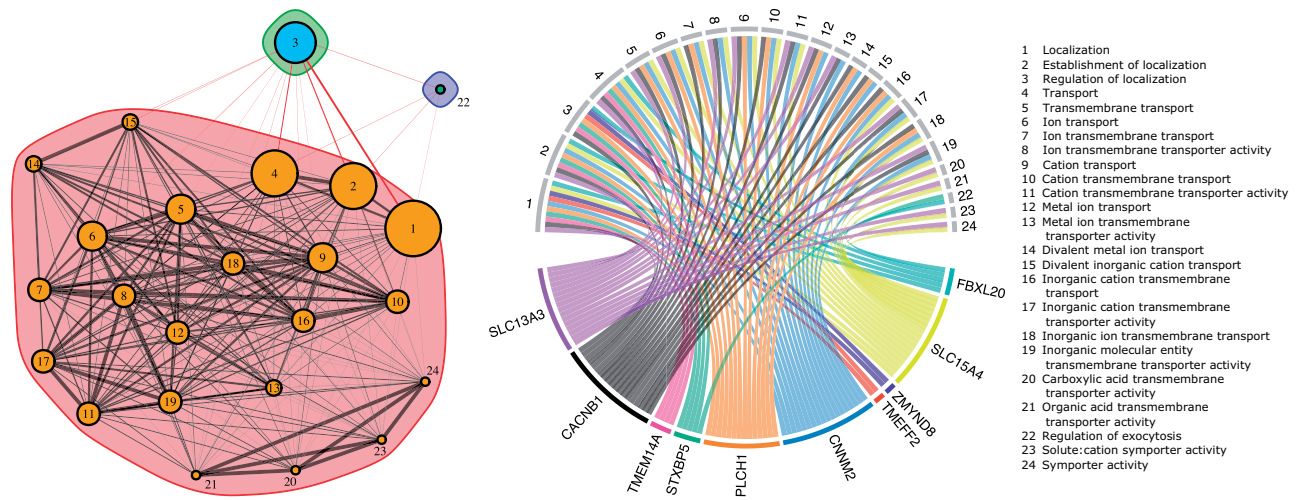 3
22
15
14
4
2
1
5
6
18
9
7
8
10
16
12
17
13
24
19
11
23
20
21
1
2
3
4
5
6
7
8
9
10
11
12
13
14
15
16
17
18
19
20
21
22
23
24
SLC13A3
CACNB1
TMEM14A
STXBP5
PLCH1
CNNM2
TMEFF2
ZMYND8
SLC15A4
FBXL20
1 Localization
2 Establishment of localization
3 Regulation of localization
4 Transport
5 Transmembrane transport
6 Ion transport
7 Ion transmembrane transport
8 Ion transmembrane transporter activity
9 Cation transport
10 Cation transmembrane transport
11 Cation transmembrane transporter activity
12 Metal ion transport
13 Metal ion transmembrane
transporter activity
14 Divalent metal ion transport
15 Divalent inorganic cation transport
16 Inorganic cation transmembrane
transport
17 Inorganic cation transmembrane
transporter activity
18 Inorganic ion transmembrane transport
19 Inorganic molecular entity
transmembrane transporter activity
20 Carboxylic acid transmembrane
transporter activity
21 Organic acid transmembrane
transporter activity
22 Regulation of exocytosis
23 Solute:cation symporter activity
24 Symporter activity